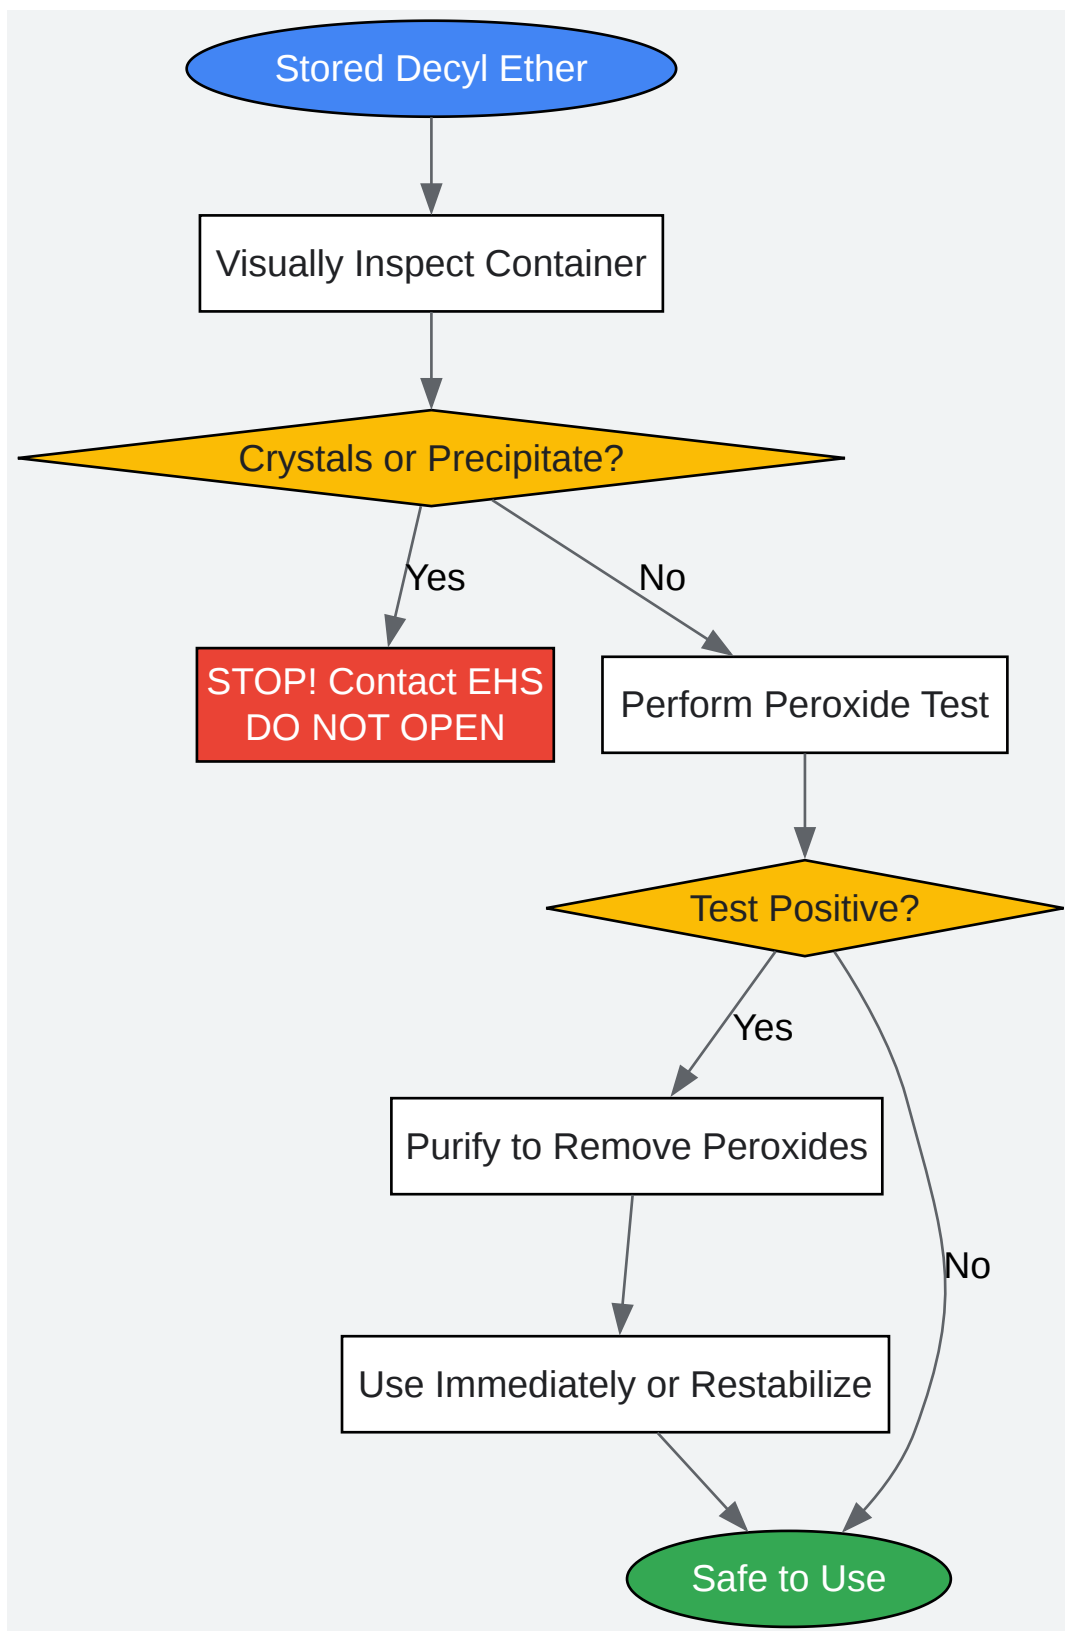 Stored Decyl Ether
Visually Inspect Container
Crystals or Precipitate?
Yes
No
STOP! Contact EHS
DO NOT OPEN
Perform Peroxide Test
Test Positive?
Yes
Purify to Remove Peroxides
No
Use Immediately or Restabilize
Safe to Use